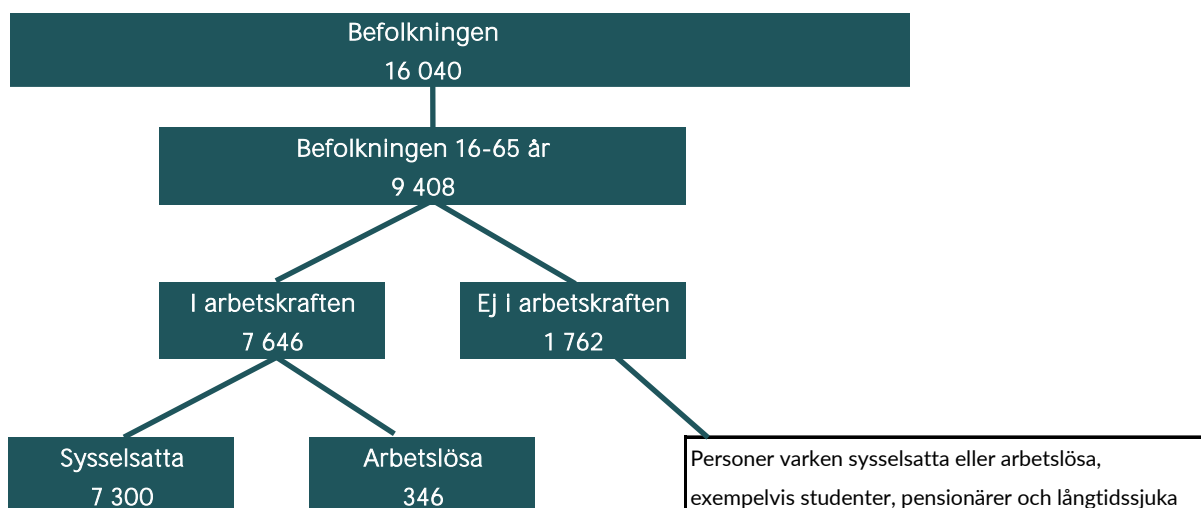 Befolkningen
16 040
Befolkningen 16-65 år
9 408
I arbetskraften
7 646
Ej i arbetskraften
1 762
Sysselsatta
7 300
Arbetslösa
346
Personer varken sysselsatta eller arbetslösa,
exempelvis studenter, pensionärer och långtidssjuka